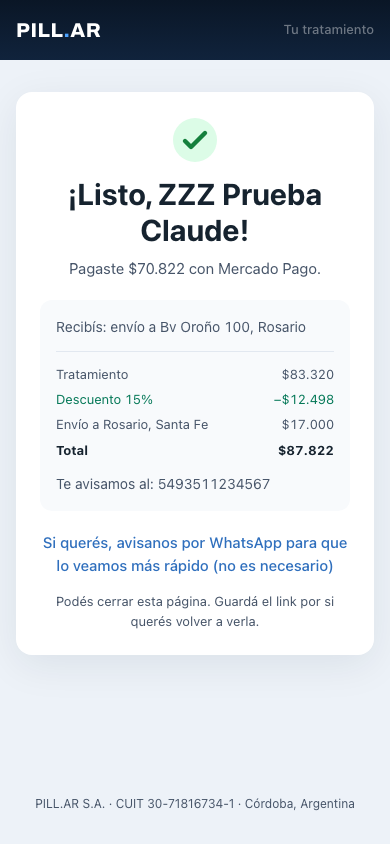 PILL.AR
Tu tratamiento
¡Listo, ZZZ Prueba
Claude!
Pagaste $70.822 con Mercado Pago.
Recibís: envío a Bv Oroño 100, Rosario
Tratamiento $83.320
Descuento 15% −$12.498
Envío a Rosario, Santa Fe $17.000
Total $87.822
Te avisamos al: 5493511234567
Si querés, avisanos por WhatsApp para que
lo veamos más rápido (no es necesario)
Podés cerrar esta página. Guardá el link por si
querés volver a verla.
PILL.AR S.A. · CUIT 30-71816734-1 · Córdoba, Argentina